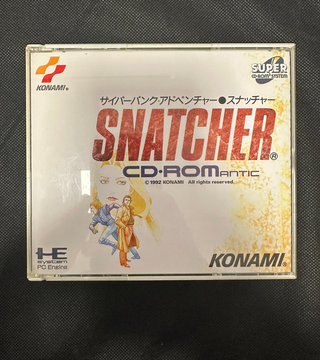 KONAMI®
SUPER
CD-ROM SYSTEM
サイバーパンク・アドベンチャー●スナッチャー
SNATCHER®
CD-ROMANTIC
© 1992 KONAMI All rights reserved.
HE
system
PC Engine
KONAMI